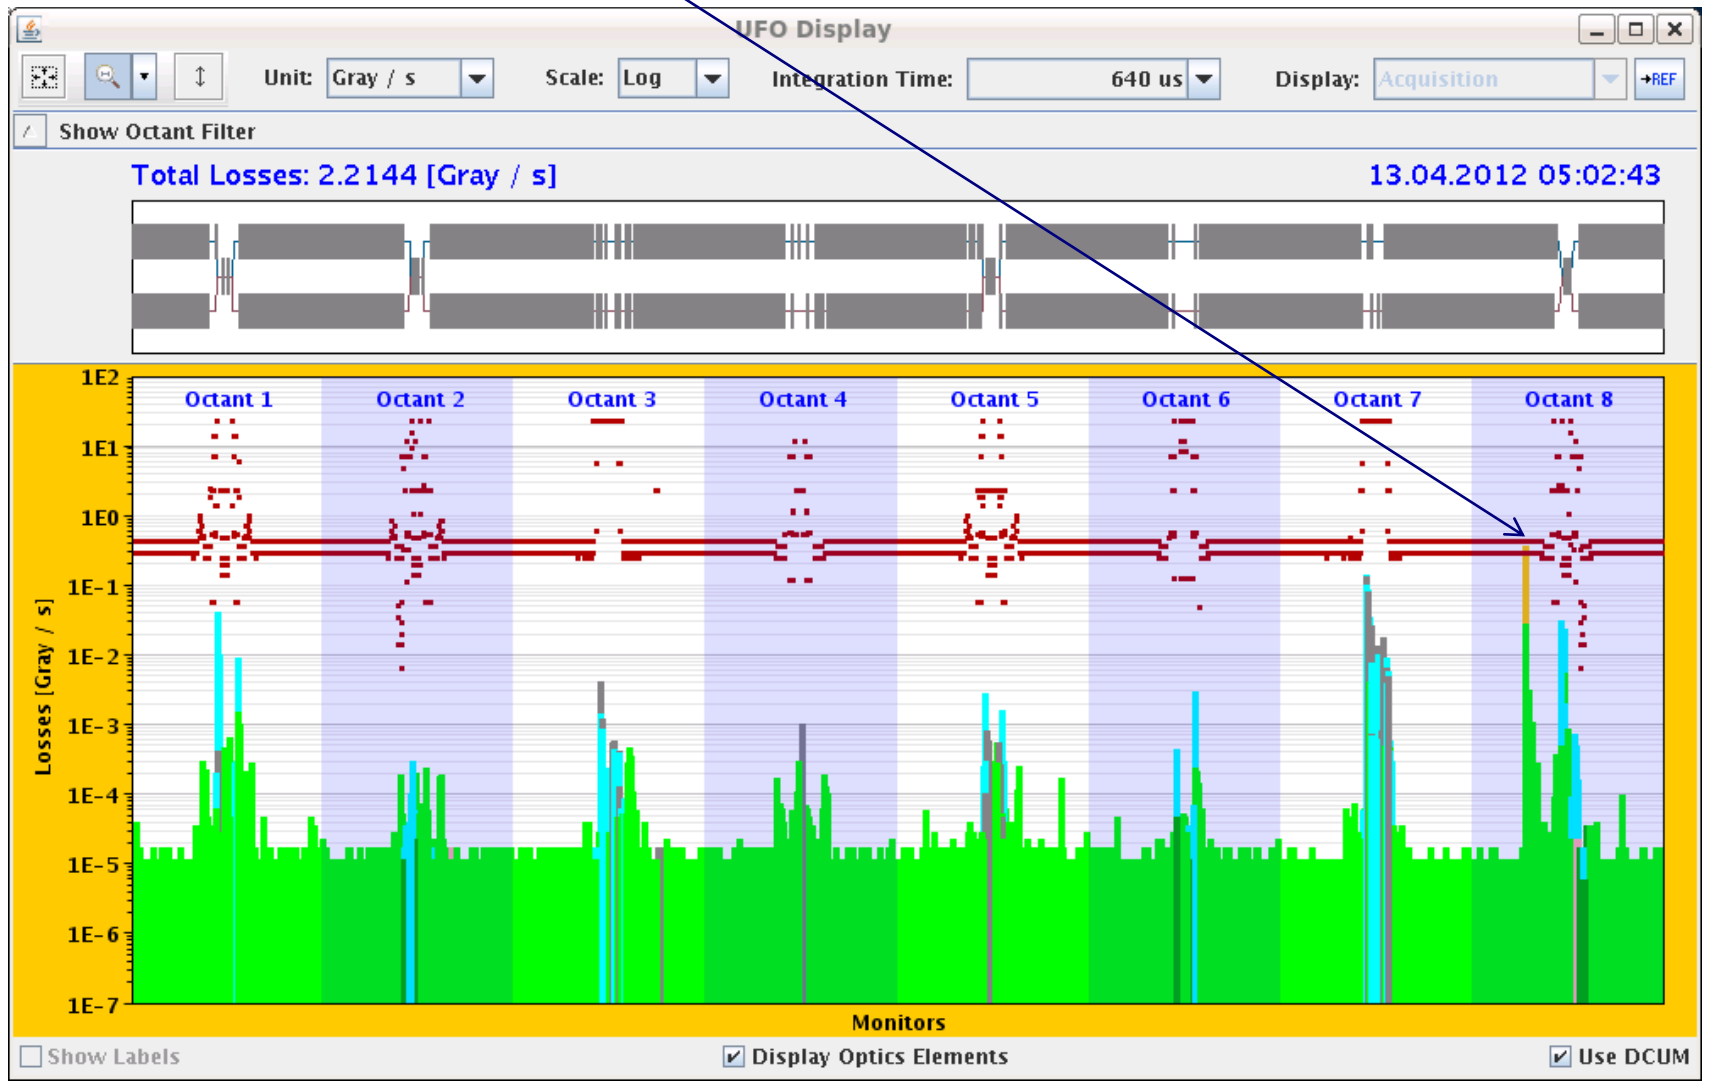 UFO Display
Unit: Gray / s Scale: Log Integration Time: 640 us Display: Acquisition →REF
Show Octant Filter
Total Losses: 2.2144 [Gray / s] 13.04.2012 05:02:43
Octant 1 Octant 2 Octant 3 Octant 4 Octant 5 Octant 6 Octant 7 Octant 8
1E2
1E1
1E0
1E-1
1E-2
1E-3
1E-4
1E-5
1E-6
1E-7
Losses [Gray / s]
Monitors
Show Labels Display Optics Elements Use DCUM